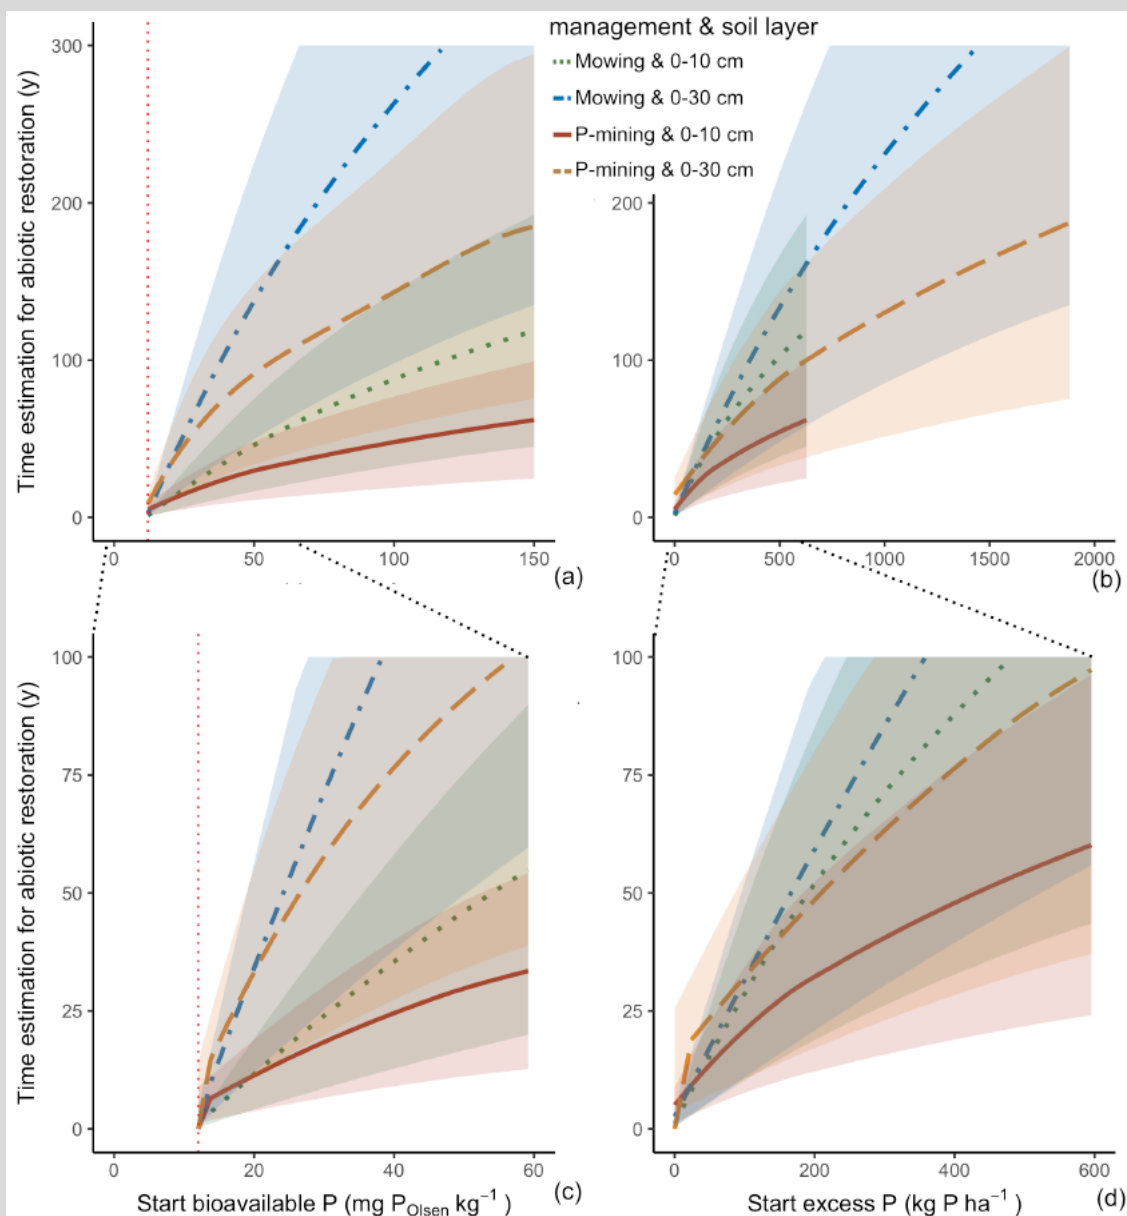 management & soil layer
Mowing & 0-10 cm
Mowing & 0-30 cm
P-mining & 0-10 cm
P-mining & 0-30 cm
Time estimation for abiotic restoration (y)
300
200
100
0
0
50
100
150
(a)
200
100
0
0
500
1000
1500
2000
(b)
Time estimation for abiotic restoration (y)
100
75
50
25
0
0
20
40
60
Start bioavailable P (mg P_Olsen kg⁻¹)
(c)
100
75
50
25
0
0
200
400
600
Start excess P (kg P ha⁻¹)
(d)